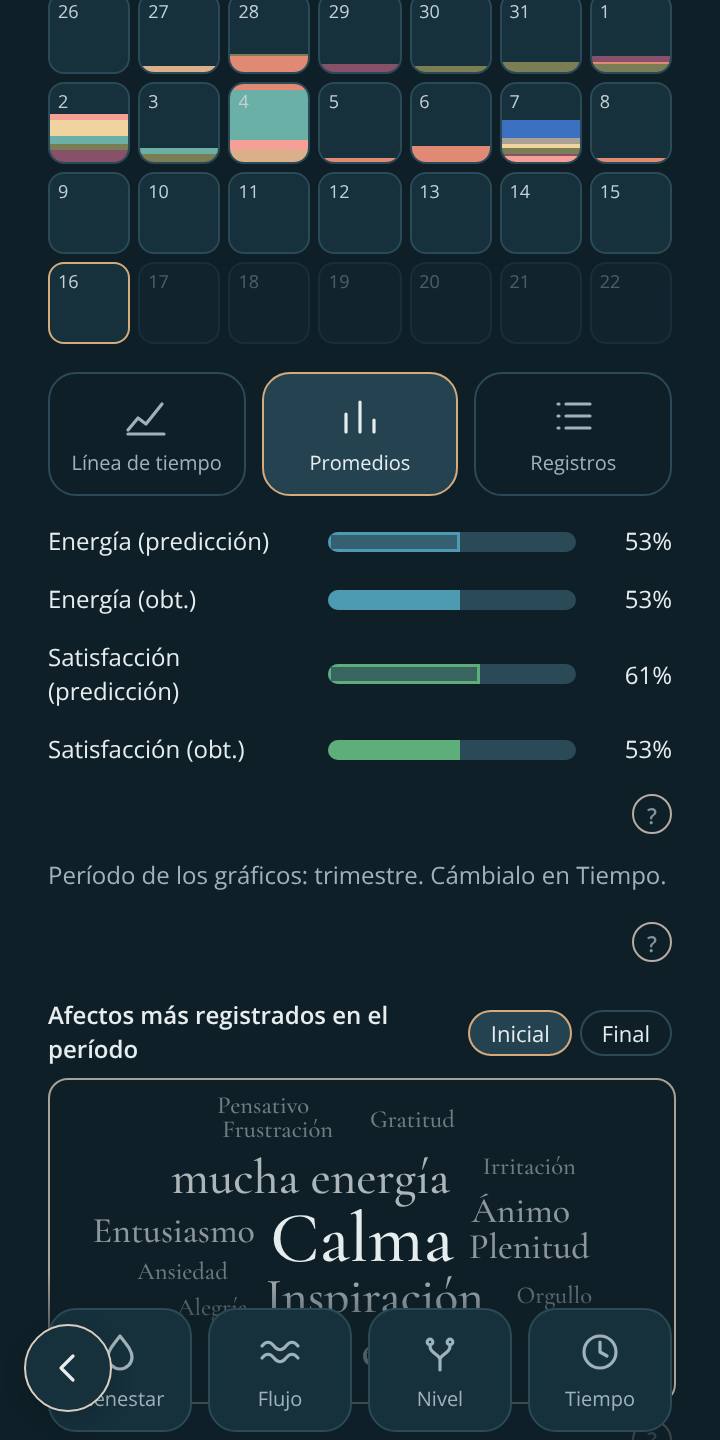 26 27 28 29 30 31 1
2 3 4 5 6 7 8
9 10 11 12 13 14 15
16 17 18 19 20 21 22
Línea de tiempo
Promedios
Registros
Energía (predicción) 53%
Energía (obt.) 53%
Satisfacción
(predicción) 61%
Satisfacción (obt.) 53%
?
Período de los gráficos: trimestre. Cámbialo en Tiempo.
?
Afectos más registrados en el
período
Inicial
Final
Pensativo
Frustración
Gratitud
mucha energía
Irritación
Entusiasmo
Calma
Ánimo
Plenitud
Ansiedad
Alegría
Inspiración
Orgullo
enestar
Flujo
Nivel
Tiempo